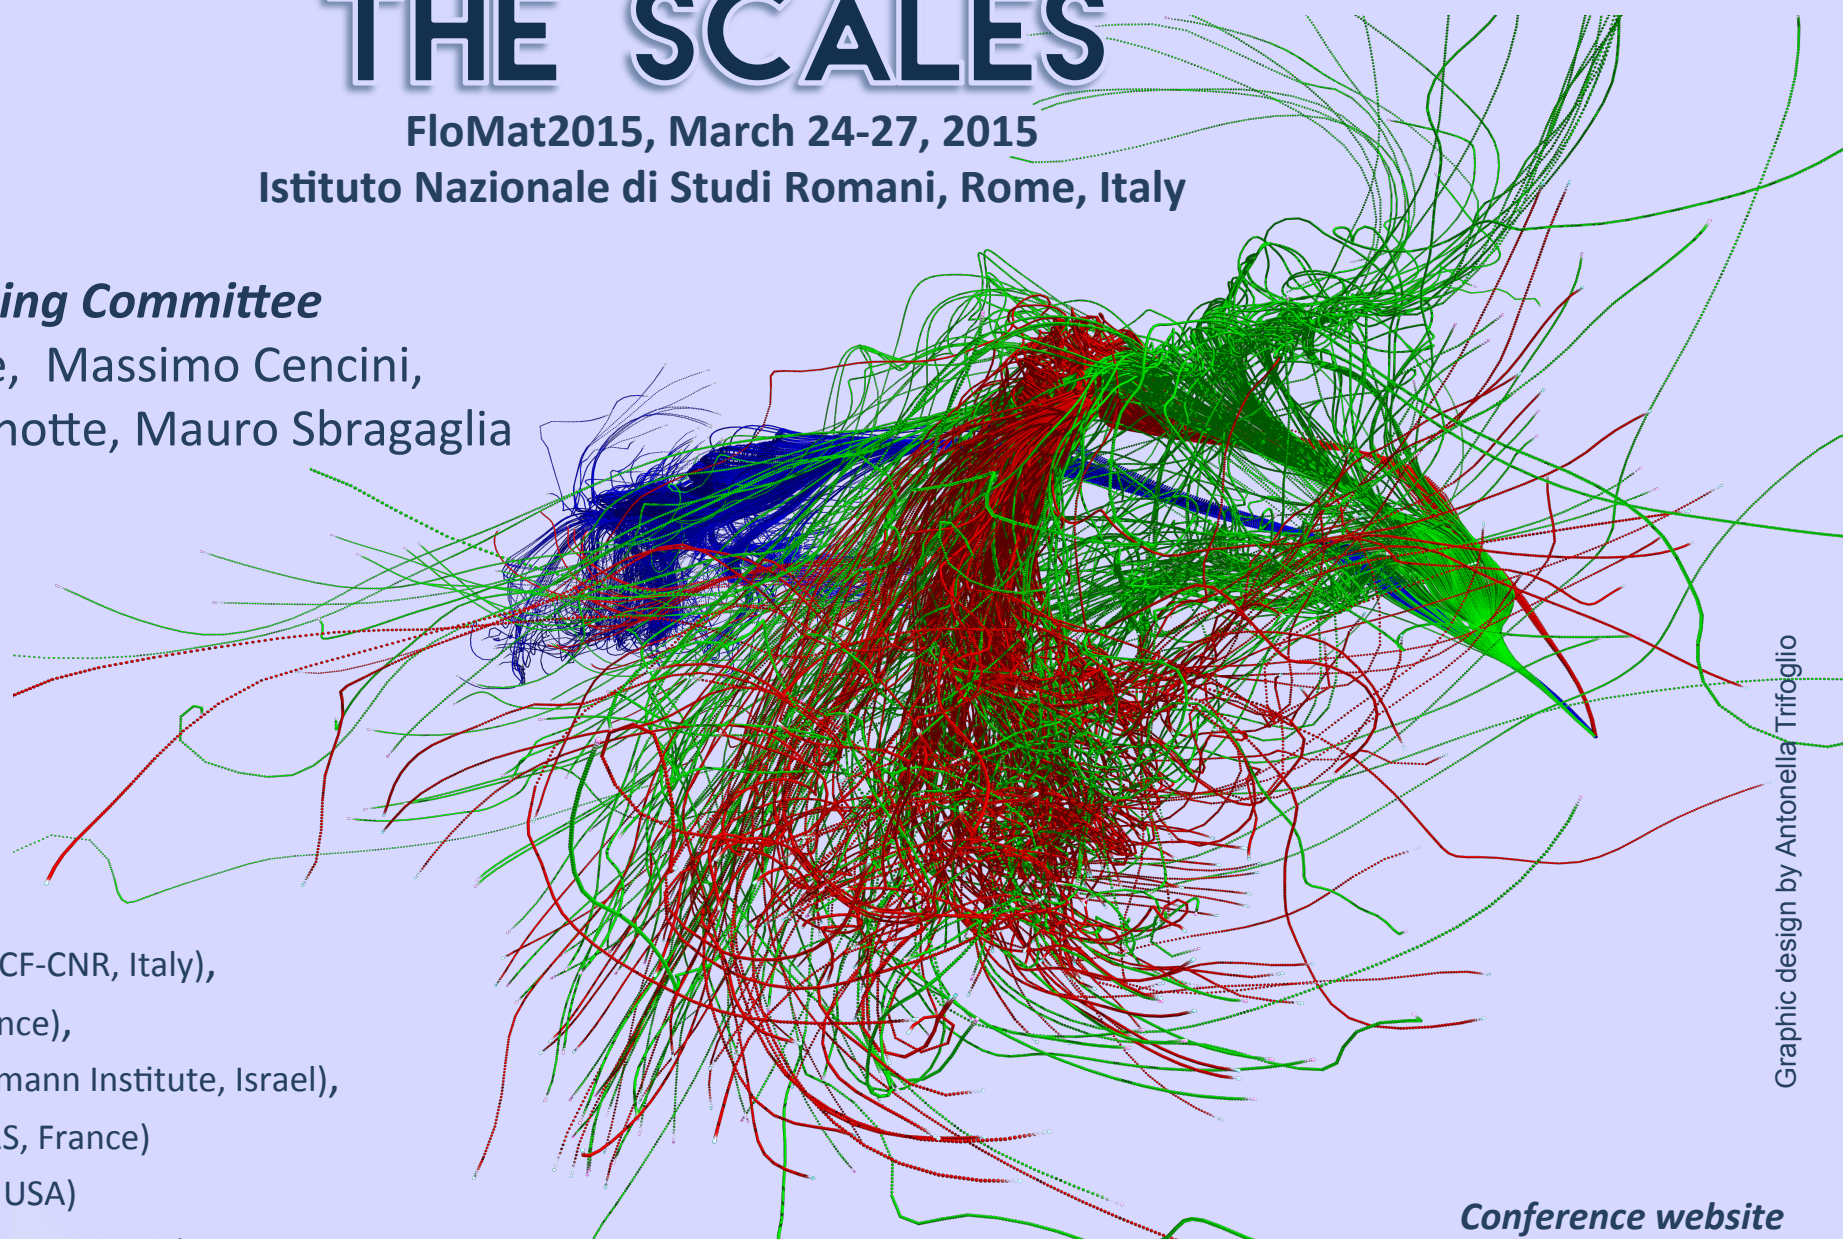 THE SCALES
FloMat2015, March 24-27, 2015
Istituto Nazionale di Studi Romani, Rome, Italy
ing Committee
e, Massimo Cencini,
notte, Mauro Sbragaglia
CF-CNR, Italy),
nce),
mann Institute, Israel),
S, France)
USA)
Graphic design by Antonella Trifoglio
Conference website